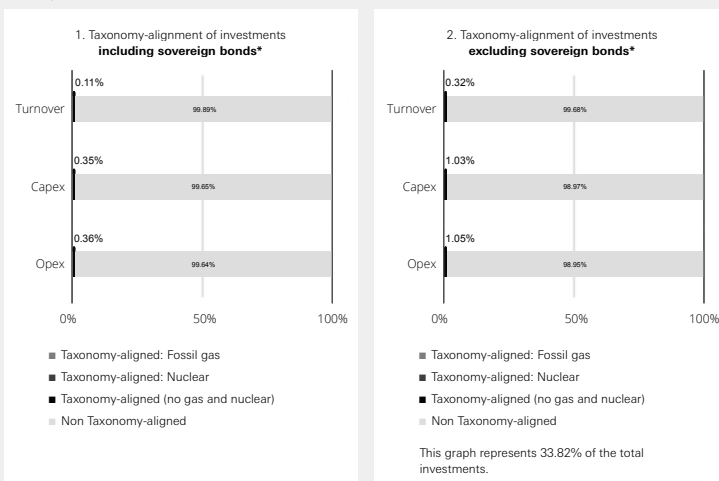 1. Taxonomy-alignment of investments
including sovereign bonds*
0.11%
Turnover
99.89%
0.35%
Capex
99.65%
0.36%
Opex
99.64%
0%
50%
100%
■ Taxonomy-aligned: Fossil gas
■ Taxonomy-aligned: Nuclear
■ Taxonomy-aligned (no gas and nuclear)
■ Non Taxonomy-aligned
2. Taxonomy-alignment of investments
excluding sovereign bonds*
0.32%
Turnover
99.68%
1.03%
Capex
98.97%
1.05%
Opex
98.95%
0%
50%
100%
■ Taxonomy-aligned: Fossil gas
■ Taxonomy-aligned: Nuclear
■ Taxonomy-aligned (no gas and nuclear)
■ Non Taxonomy-aligned
This graph represents 33.82% of the total
investments.